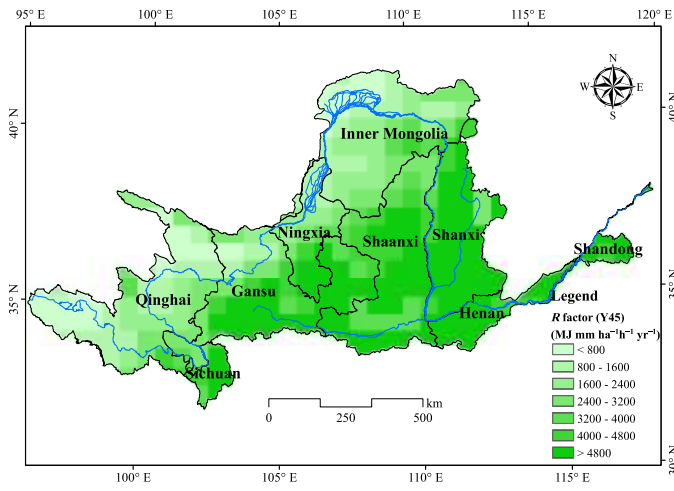 95° E 100° E 105° E 110° E 115° E 120° E
N
W E
S
40° N 40° N
Inner Mongolia
Ningxia
Shaanxi Shanxi
Shandong
Qinghai Gansu
35° N 35° N
Henan
Sichuan
Legend
R factor (Y45)
(MJ mm ha⁻¹h⁻¹ yr⁻¹)
< 800
800 - 1600
1600 - 2400
2400 - 3200
3200 - 4000
4000 - 4800
> 4800
km
0 250 500
30° N
100° E 105° E 110° E 115° E